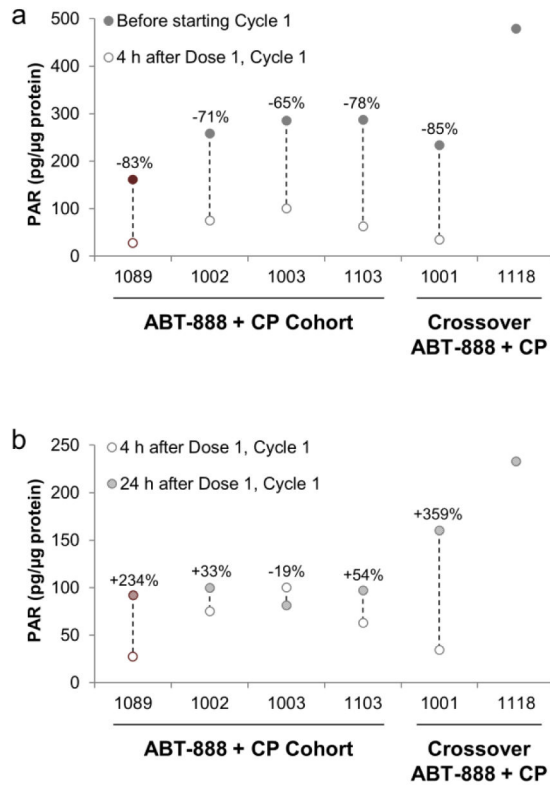 a
Before starting Cycle 1
4 h after Dose 1, Cycle 1
PAR (pg/µg protein)
500
400
300
200
100
0
-83%
-71%
-65%
-78%
-85%
1089 1002 1003 1103 1001 1118
ABT-888 + CP Cohort
Crossover
ABT-888 + CP
b
4 h after Dose 1, Cycle 1
24 h after Dose 1, Cycle 1
PAR (pg/µg protein)
250
200
150
100
50
0
+234%
+33%
-19%
+54%
+359%
1089 1002 1003 1103 1001 1118
ABT-888 + CP Cohort
Crossover
ABT-888 + CP